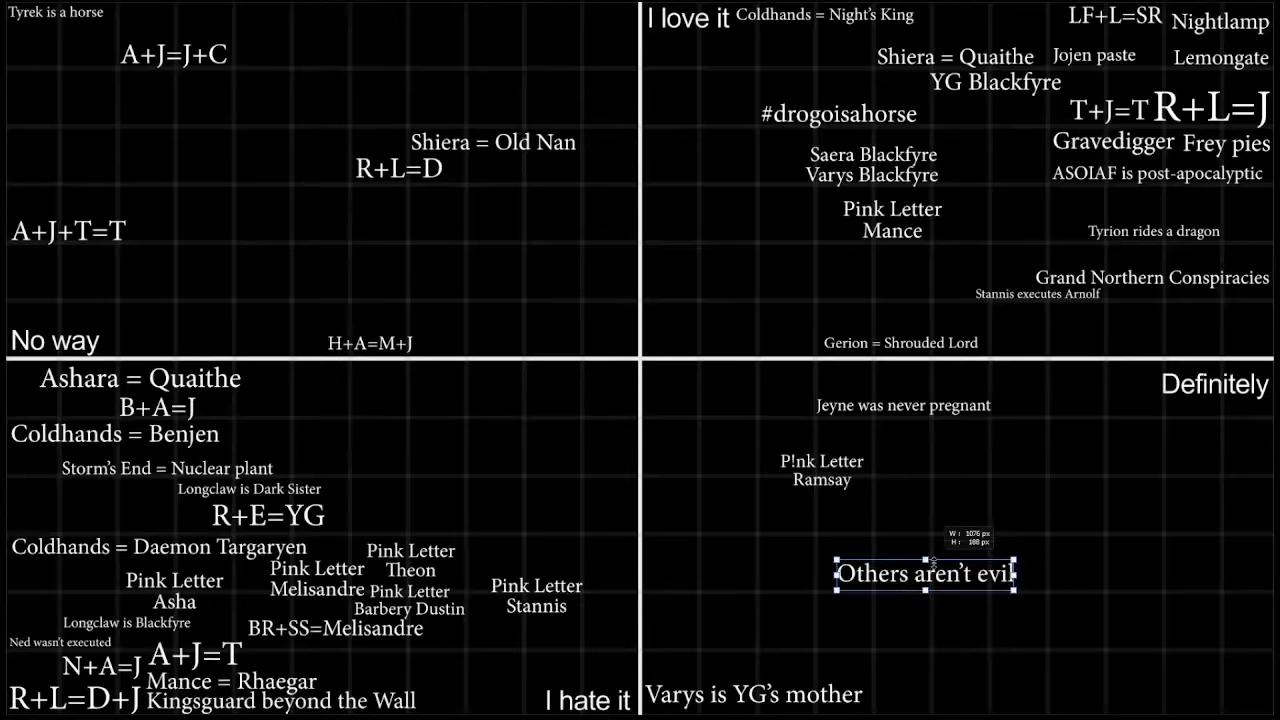 Tyrek is a horse
A+J=J+C
Shiera = Old Nan
R+L=D
A+J+T=T
No way
H+A=M+J
I love it
Coldhands = Night's King
LF+L=SR
Nightlamp
Shiera = Quaithe
Jojen paste
Lemongate
YG Blackfyre
#drogoisahorse
T+J=T
R+L=J
Gravedigger
Frey pies
Saera Blackfyre
Varys Blackfyre
ASOIAF is post-apocalyptic
Pink Letter
Mance
Tyrion rides a dragon
Grand Northern Conspiracies
Stannis executes Arnolf
Gerion = Shrouded Lord
Ashara = Quaithe
B+A=J
Coldhands = Benjen
Storm's End = Nuclear plant
Longclaw is Dark Sister
R+E=YG
Coldhands = Daemon Targaryen
Pink Letter
Theon
Pink Letter
Melisandre
Pink Letter
Asha
Pink Letter
Barbery Dustin
Pink Letter
Stannis
Longclaw is Blackfyre
BR+SS=Melisandre
Ned wasn't executed
N+A=J
A+J=T
Mance = Rhaegar
R+L=D+J
Kingsguard beyond the Wall
I hate it
Definitely
Jeyne was never pregnant
P!nk Letter
Ramsay
W : 1076 px
H : 188 px
Others aren't evil
Varys is YG's mother